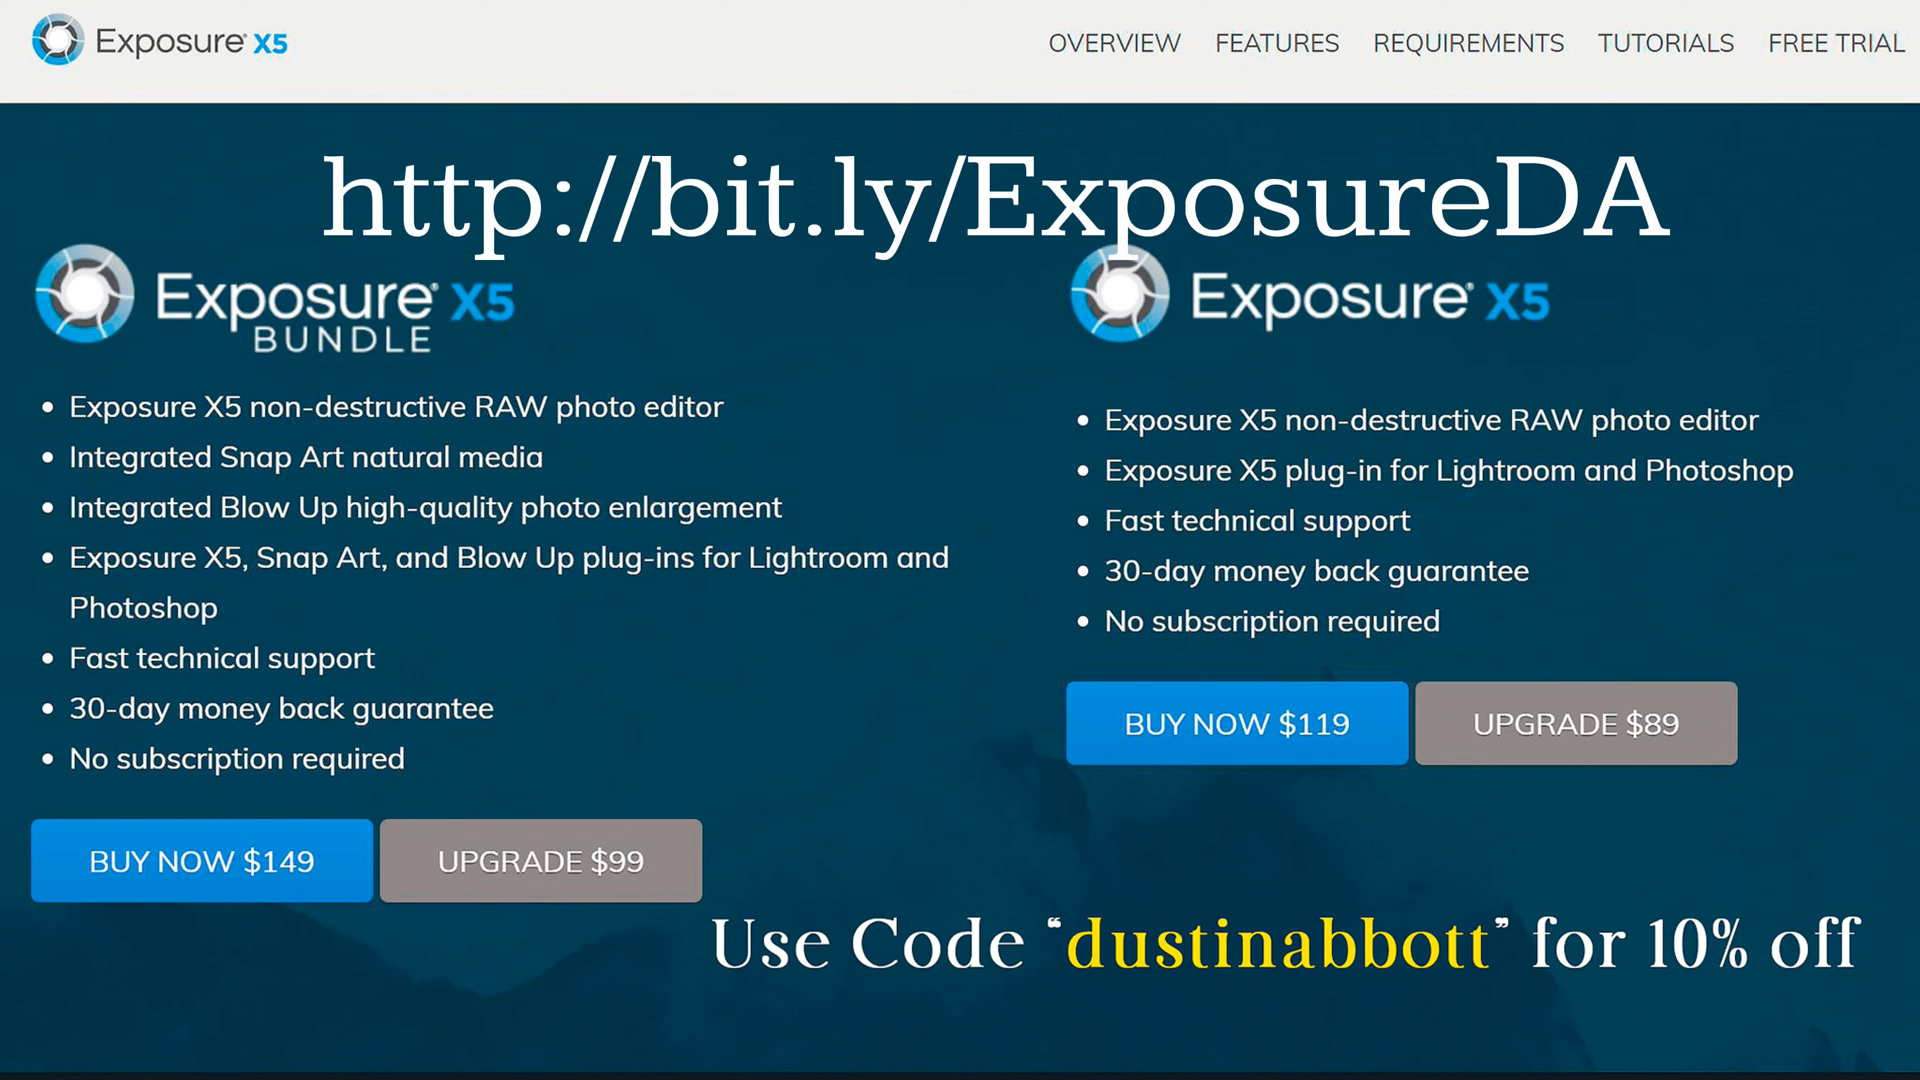 Exposure® X5
OVERVIEW FEATURES REQUIREMENTS TUTORIALS FREE TRIAL
http://bit.ly/ExposureDA
Exposure® X5
BUNDLE
• Exposure X5 non-destructive RAW photo editor
• Integrated Snap Art natural media
• Integrated Blow Up high-quality photo enlargement
• Exposure X5, Snap Art, and Blow Up plug-ins for Lightroom and
Photoshop
• Fast technical support
• 30-day money back guarantee
• No subscription required
BUY NOW $149
UPGRADE $99
Exposure® X5
• Exposure X5 non-destructive RAW photo editor
• Exposure X5 plug-in for Lightroom and Photoshop
• Fast technical support
• 30-day money back guarantee
• No subscription required
BUY NOW $119
UPGRADE $89
Use Code “dustinabbott” for 10% off